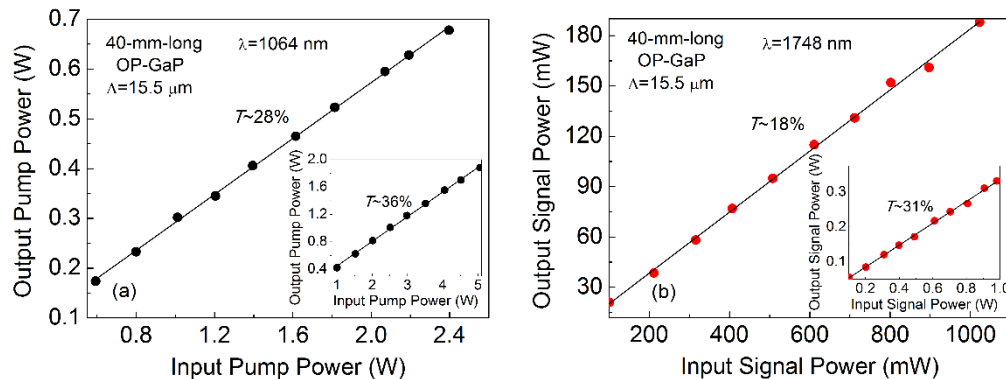 0.7
0.6
0.5
0.4
0.3
0.2
0.1
Output Pump Power (W)
40-mm-long
OP-GaP
Λ=15.5 μm
λ=1064 nm
T~28%
(a)
2.0
1.6
1.2
0.8
0.4
Output Pump Power (W)
T~36%
1 2 3 4 5
Input Pump Power (W)
0.6 1.2 1.6 2.0 2.4
Input Pump Power (W)
180
150
120
90
60
30
Output Signal Power (mW)
40-mm-long
OP-GaP
Λ=15.5 μm
λ=1748 nm
T~18%
(b)
0.3
0.2
0.1
Output Signal Power (W)
T~31%
0.2 0.4 0.6 0.8 1.0
Input Signal Power (W)
200 400 600 800 1000
Input Signal Power (mW)